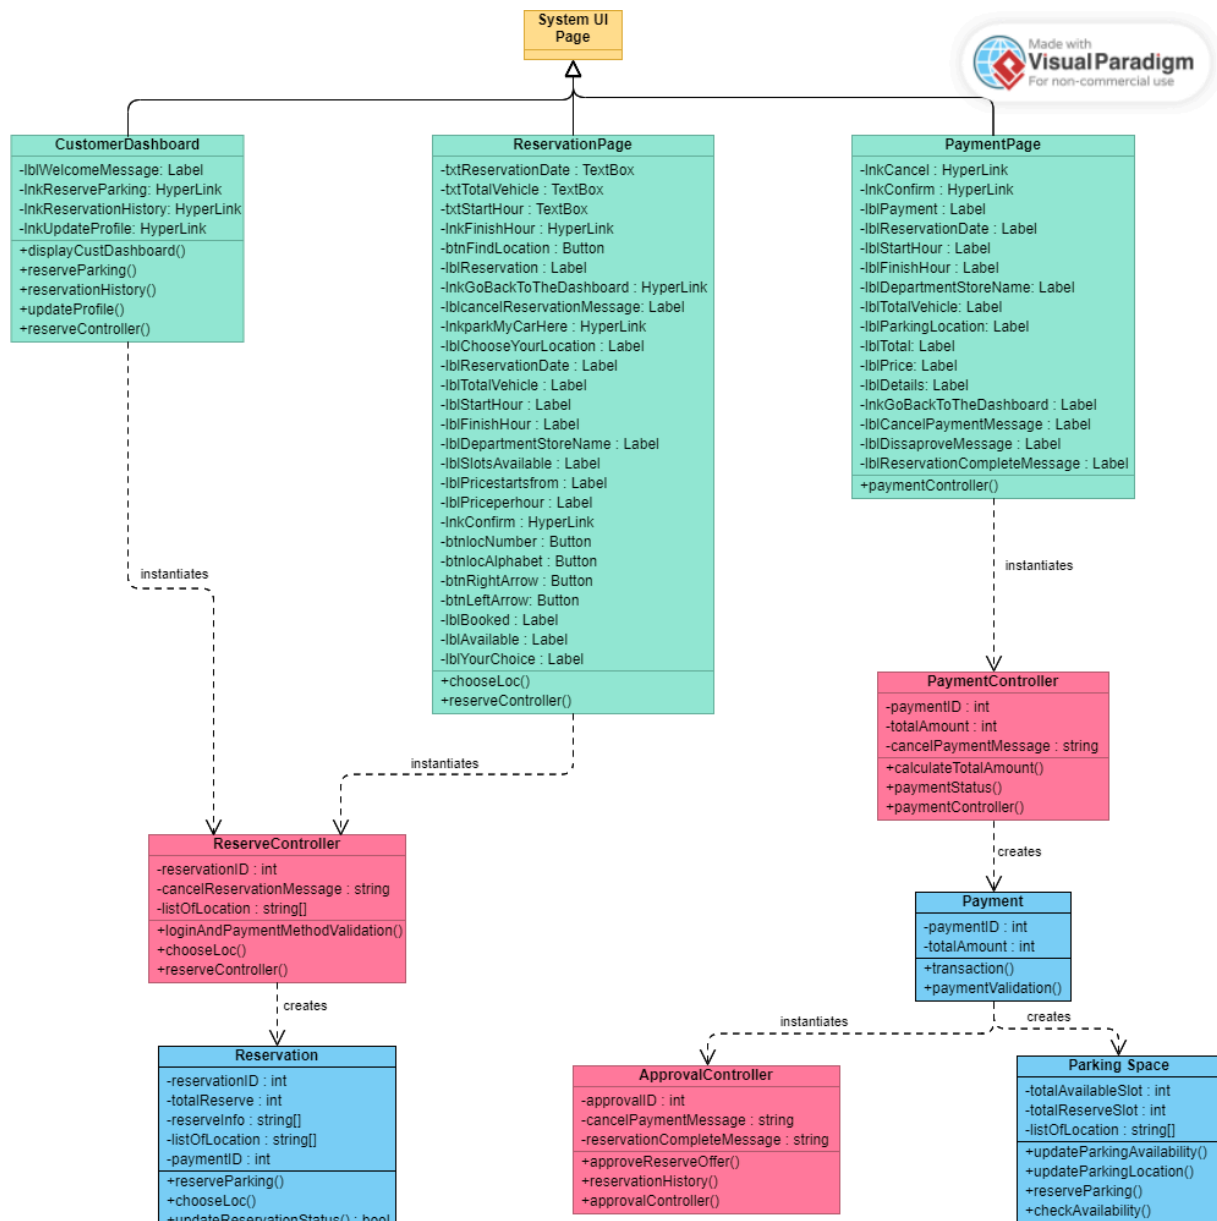 System UI
Page
Made with
Visual Paradigm
For non-commercial use
CustomerDashboard
-lblWelcomeMessage: Label
-lnkReserveParking: HyperLink
-lnkReservationHistory: HyperLink
-lnkUpdateProfile: HyperLink
+displayCustDashboard()
+reserveParking()
+reservationHistory()
+updateProfile()
+reserveController()
ReservationPage
-txtReservationDate : TextBox
-txtTotalVehicle : TextBox
-txtStartHour : TextBox
-lnkFinishHour : HyperLink
-btnFindLocation : Button
-lblReservation : Label
-lnkGoBackToTheDashboard : HyperLink
-lblcancelReservationMessage: Label
-lnkparkMyCarHere : HyperLink
-lblChooseYourLocation : Label
-lblReservationDate : Label
-lblTotalVehicle : Label
-lblStartHour : Label
-lblFinishHour : Label
-lblDepartmentStoreName : Label
-lblSlotsAvailable : Label
-lblPricestartsfrom : Label
-lblPriceperhour : Label
-lnkConfirm : HyperLink
-btnlocNumber : Button
-btnlocAlphabet : Button
-btnRightArrow : Button
-btnLeftArrow: Button
-lblBooked : Label
-lblAvailable : Label
-lblYourChoice : Label
+chooseLoc()
+reserveController()
PaymentPage
-lnkCancel : HyperLink
-lnkConfirm : HyperLink
-lblPayment : Label
-lblReservationDate : Label
-lblStartHour : Label
-lblFinishHour : Label
-lblDepartmentStoreName: Label
-lblTotalVehicle : Label
-lblParkingLocation: Label
-lblTotal: Label
-lblPrice: Label
-lblDetails: Label
-lnkGoBackToTheDashboard : Label
-lblCancelPaymentMessage : Label
-lblDissaproveMessage : Label
-lblReservationCompleteMessage : Label
+paymentController()
instantiates
instantiates
instantiates
PaymentController
-paymentID : int
-totalAmount : int
-cancelPaymentMessage : string
+calculateTotalAmount()
+paymentStatus()
+paymentController()
ReserveController
-reservationID : int
-cancelReservationMessage : string
-listOfLocation : string[]
+loginAndPaymentMethodValidation()
+chooseLoc()
+reserveController()
creates
Payment
-paymentID : int
-totalAmount : int
+transaction()
+paymentValidation()
creates
instantiates
creates
Reservation
-reservationID : int
-totalReserve : int
-reserveInfo : string[]
-listOfLocation : string[]
-paymentID : int
+reserveParking()
+chooseLoc()
+updateReservationStatus() : bool
ApprovalController
-approvalID : int
-cancelPaymentMessage : string
-reservationCompleteMessage : string
+approveReserveOffer()
+reservationHistory()
+approvalController()
Parking Space
-totalAvailableSlot : int
-totalReserveSlot : int
-listOfLocation : string[]
+updateParkingAvailability()
+updateParkingLocation()
+reserveParking()
+checkAvailability()